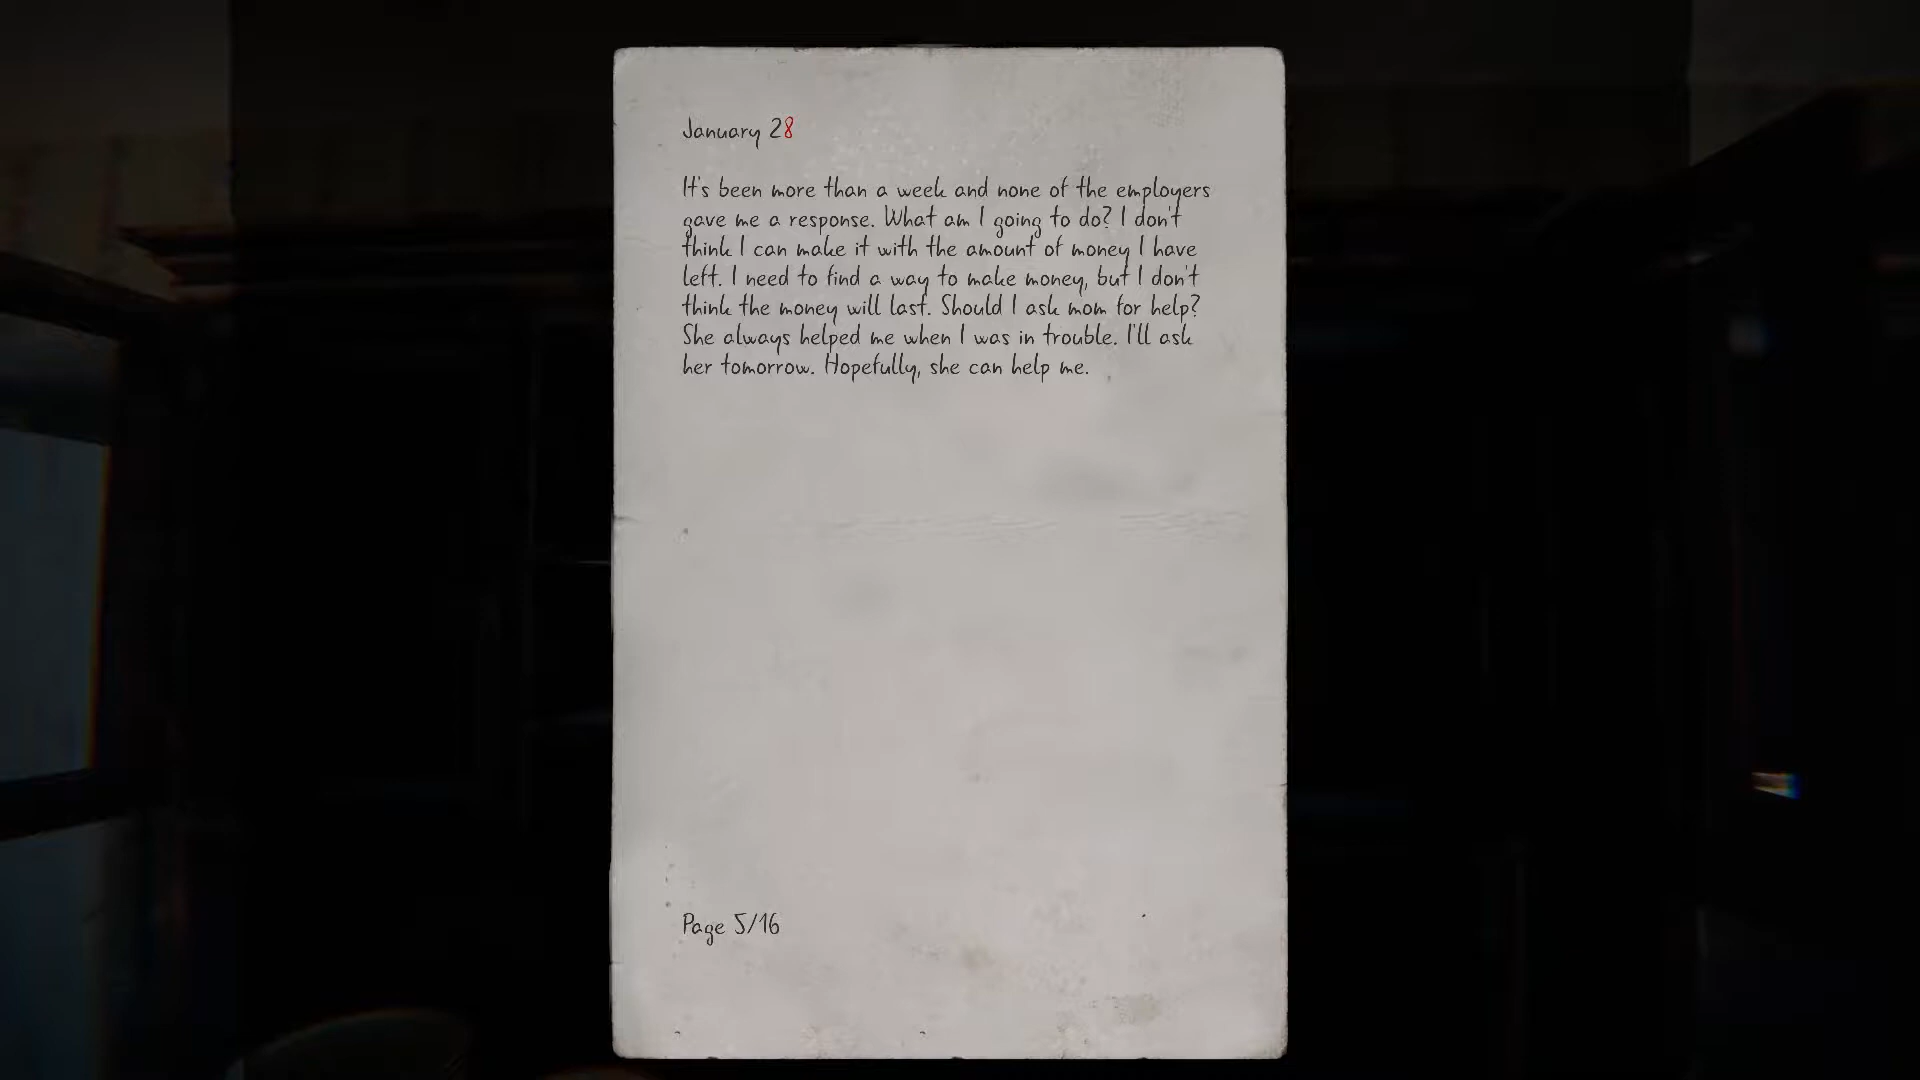 January 28
It's been more than a week and none of the employers
gave me a response. What am I going to do? I don't
think I can make it with the amount of money I have
left. I need to find a way to make money, but I don't
think the money will last. Should I ask mom for help?
She always helped me when I was in trouble. I'll ask
her tomorrow. Hopefully, she can help me.
Page 5/16